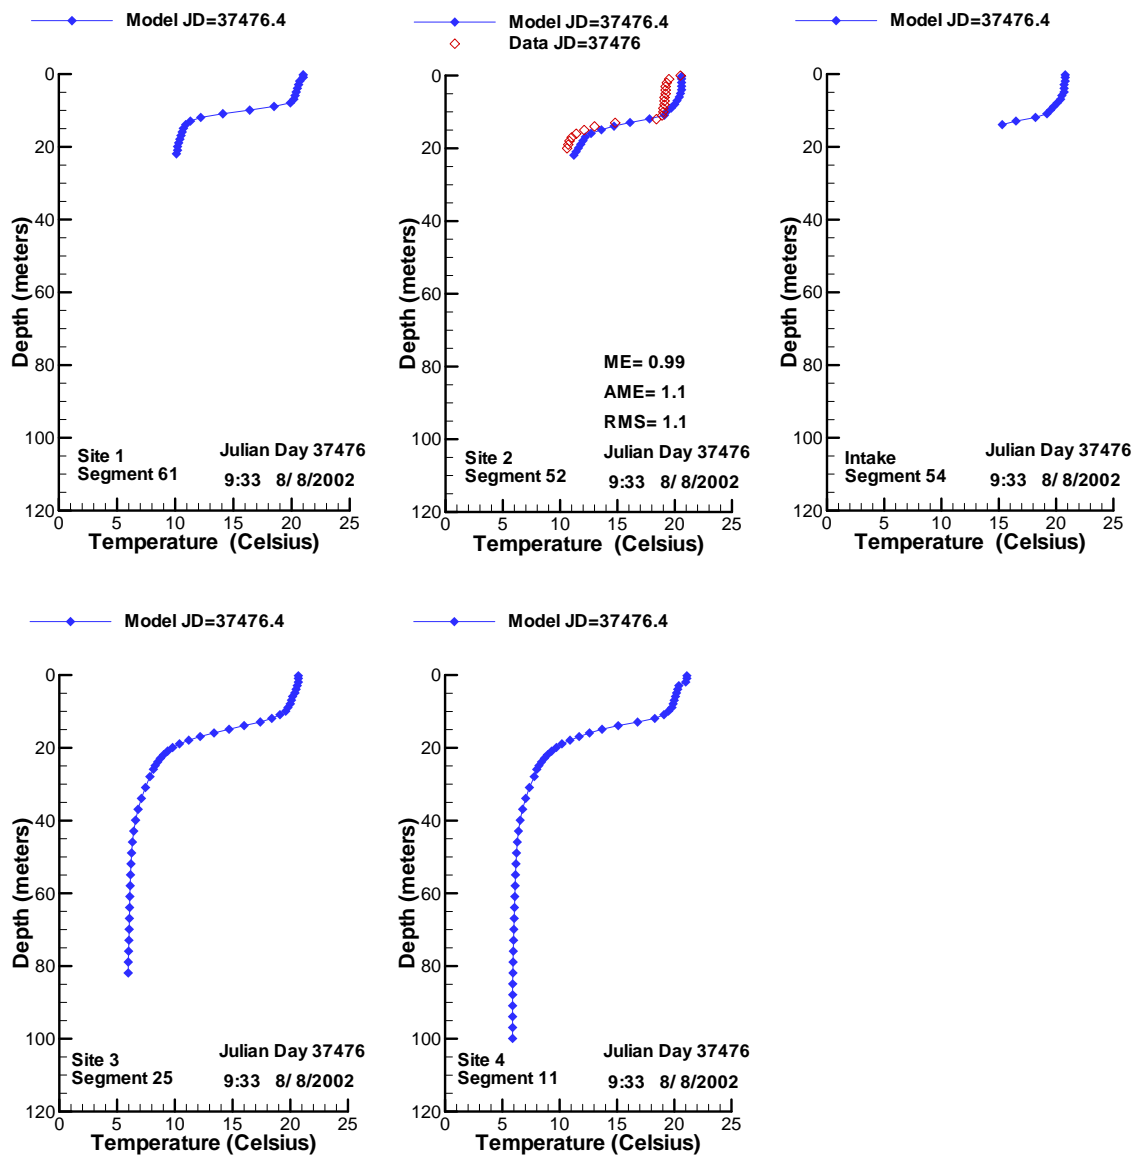 Model JD=37476.4
0
20
40
60
80
100
120
0 5 10 15 20 25
Depth (meters)
Temperature (Celsius)
Site 1
Segment 61
Julian Day 37476
9:33 8/ 8/2002
Model JD=37476.4
Data JD=37476
0
20
40
60
80
100
120
0 5 10 15 20 25
Depth (meters)
Temperature (Celsius)
ME= 0.99
AME= 1.1
RMS= 1.1
Site 2
Segment 52
Julian Day 37476
9:33 8/ 8/2002
Model JD=37476.4
0
20
40
60
80
100
120
0 5 10 15 20 25
Depth (meters)
Temperature (Celsius)
Intake
Segment 54
Julian Day 37476
9:33 8/ 8/2002
Model JD=37476.4
0
20
40
60
80
100
120
0 5 10 15 20 25
Depth (meters)
Temperature (Celsius)
Site 3
Segment 25
Julian Day 37476
9:33 8/ 8/2002
Model JD=37476.4
0
20
40
60
80
100
120
0 5 10 15 20 25
Depth (meters)
Temperature (Celsius)
Site 4
Segment 11
Julian Day 37476
9:33 8/ 8/2002